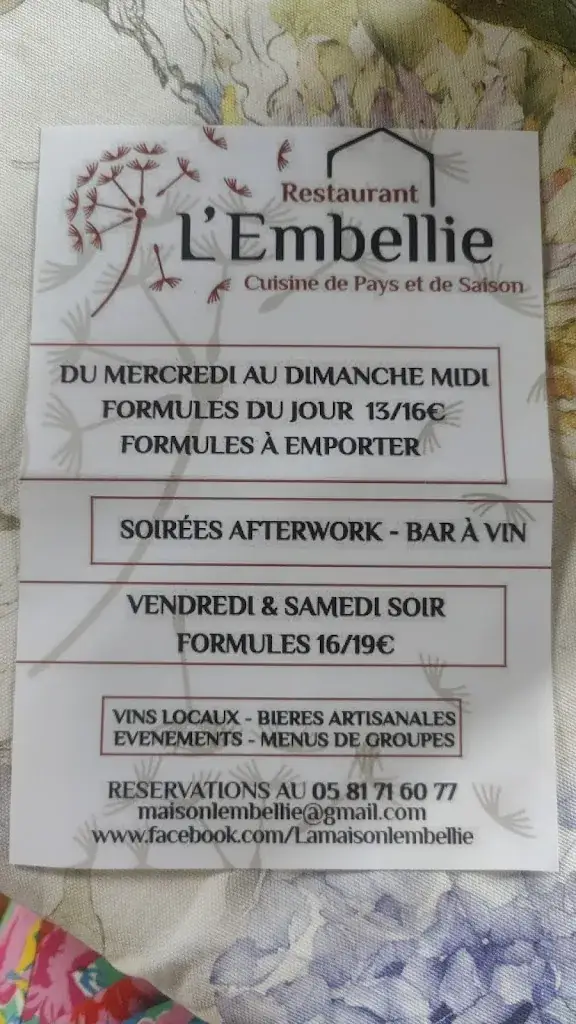 Restaurant
L'Embellie
Cuisine de Pays et de Saison
DU MERCREDI AU DIMANCHE MIDI
FORMULES DU JOUR 13/16€
FORMULES À EMPORTER
SOIRÉES AFTERWORK - BAR À VIN
VENDREDI & SAMEDI SOIR
FORMULES 16/19€
VINS LOCAUX - BIERES ARTISANALES
EVENEMENTS - MENUS DE GROUPES
RESERVATIONS AU 05 81 71 60 77
maisonlembellie@gmail.com
www.facebook.com/Lamaisonlembellie